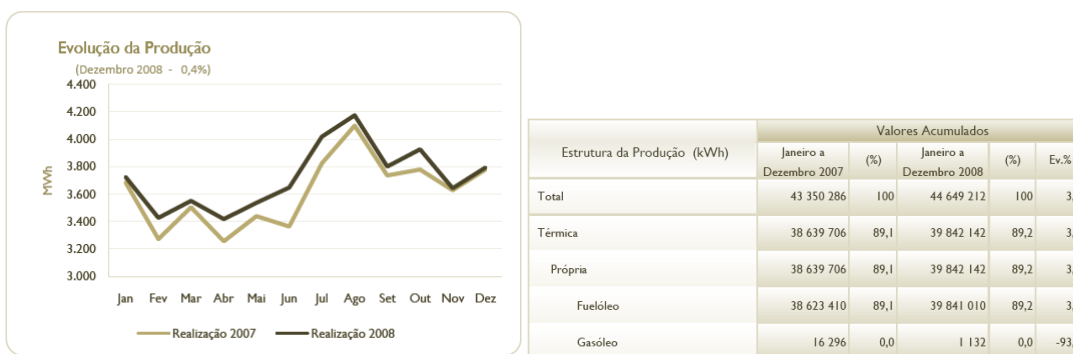 Evolução da Produção
(Dezembro 2008 - 0,4%)
MWh
4.400
4.200
4.000
3.800
3.600
3.400
3.200
3.000
Jan Fev Mar Abr Mai Jun Jul Ago Set Out Nov Dez
Realização 2007 Realização 2008
Estrutura da Produção (kWh)
Valores Acumulados
Janeiro a Dezembro 2007 (%) Janeiro a Dezembro 2008 (%) Ev.%
Total 43 350 286 100 44 649 212 100 3,
Térmica 38 639 706 89,1 39 842 142 89,2 3,
Própria 38 639 706 89,1 39 842 142 89,2 3,
Fuelóleo 38 623 410 89,1 39 841 010 89,2 3,
Gasóleo 16 296 0,0 1 132 0,0 -93,